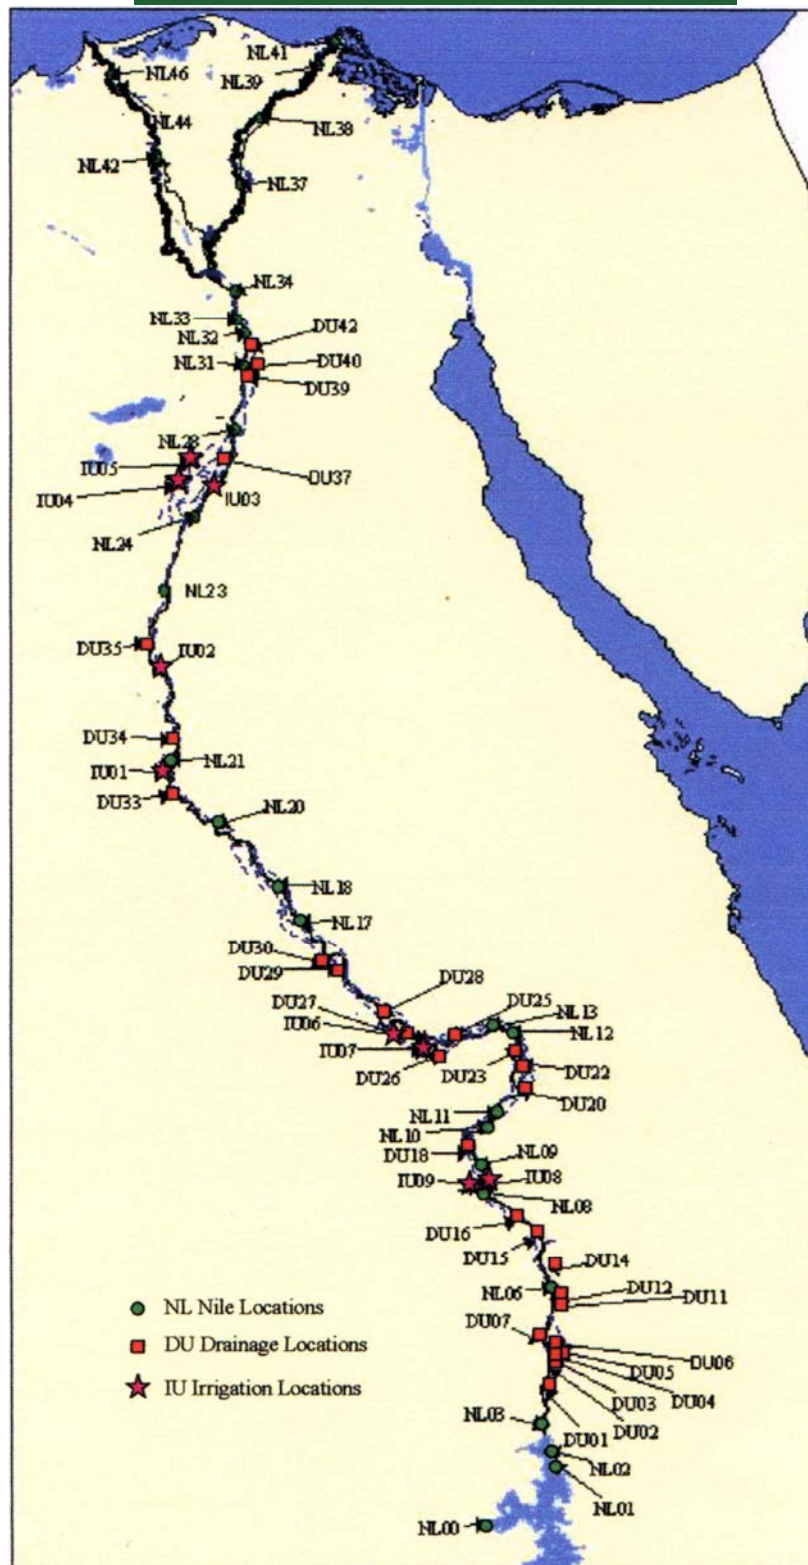 NL41
NL46
NL39
NL44
NL38
NL42
NL37
NL34
NL33
DU42
NL32
NL31
DU40
DU39
NL28
IU05
DU37
IU04
IU03
NL24
NL23
DU35
IU02
DU34
NL21
IU01
DU33
NL20
NL18
NL17
DU30
DU29
DU28
DU27
DU25
NL13
IU06
NL12
IU07
DU26
DU23
DU22
DU20
NL11
NL10
DU18
NL09
IU09
IU08
NL08
DU16
DU15
DU14
NL06
DU12
DU11
DU07
DU06
DU05
DU04
DU03
DU02
NL03
DU01
NL02
NL01
NL00
NL Nile Locations
DU Drainage Locations
IU Irrigation Locations